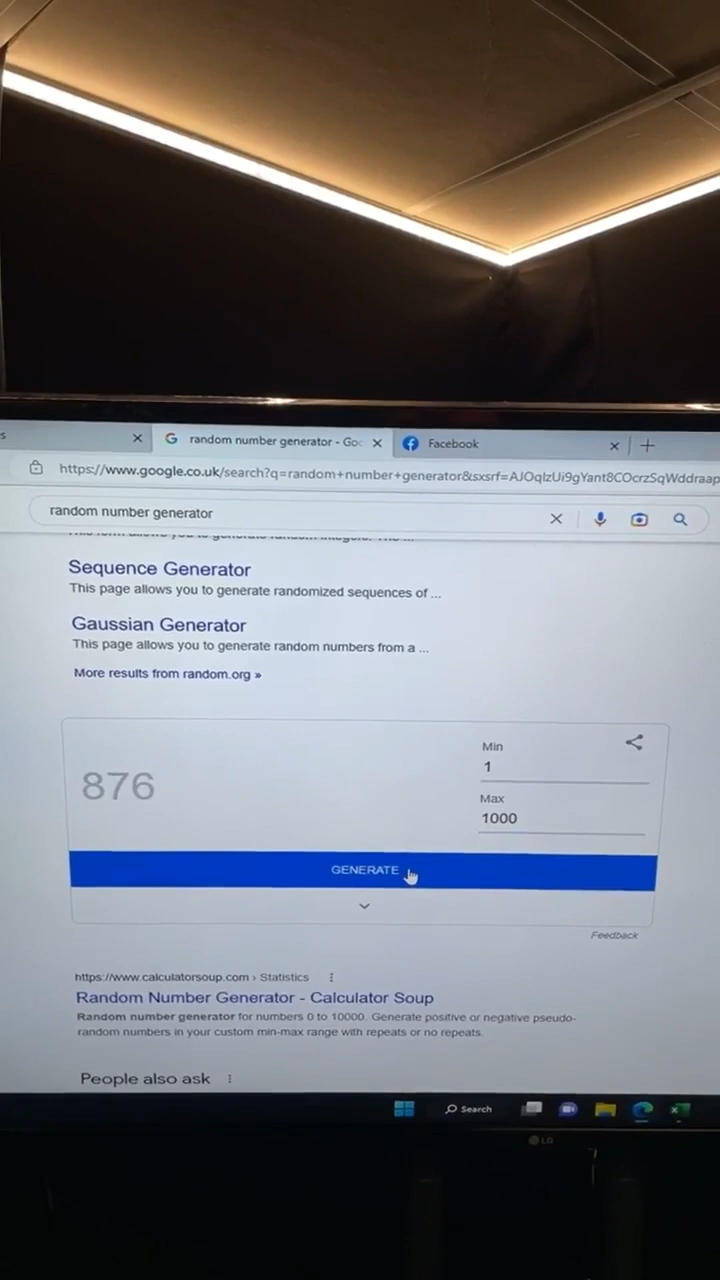 s
random number generator - Goo
Facebook
https://www.google.co.uk/search?q=random+number+generator&sxsrf=AJOqlzUi9gYant8COcrzSqWddraap
random number generator
Sequence Generator
This page allows you to generate randomized sequences of ...
Gaussian Generator
This page allows you to generate random numbers from a ...
More results from random.org »
Min
1
876
Max
1000
GENERATE
Feedback
https://www.calculatorsoup.com › Statistics
Random Number Generator - Calculator Soup
Random number generator for numbers 0 to 10000. Generate positive or negative pseudo-
random numbers in your custom min-max range with repeats or no repeats.
People also ask
Search
LG